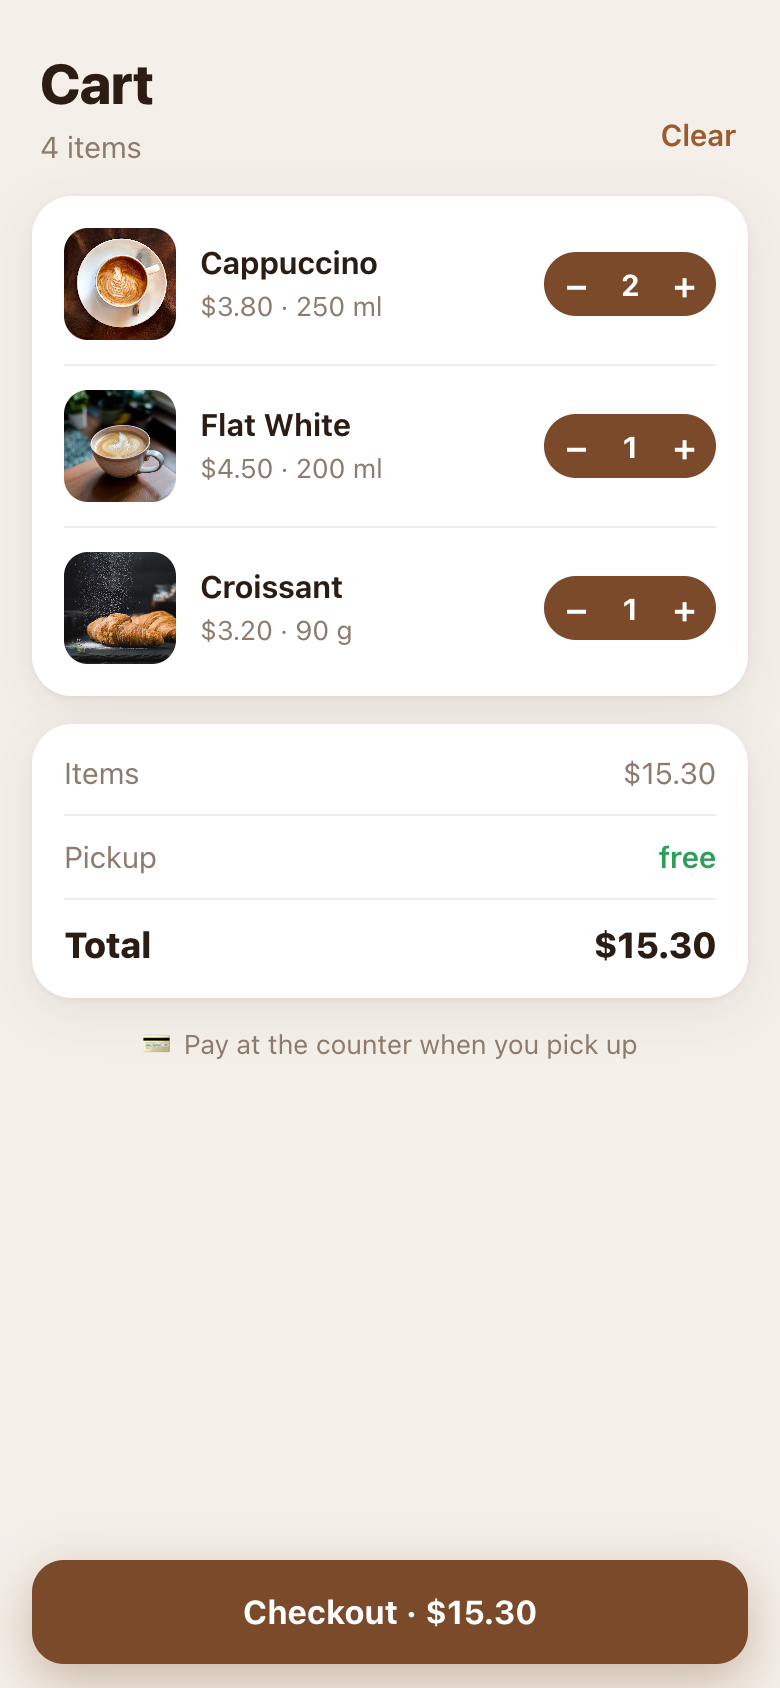 Cart
4 items
Clear
Cappuccino
$3.80 · 250 ml
− 2 +
Flat White
$4.50 · 200 ml
− 1 +
Croissant
$3.20 · 90 g
− 1 +
Items $15.30
Pickup free
Total $15.30
💳 Pay at the counter when you pick up
Checkout · $15.30